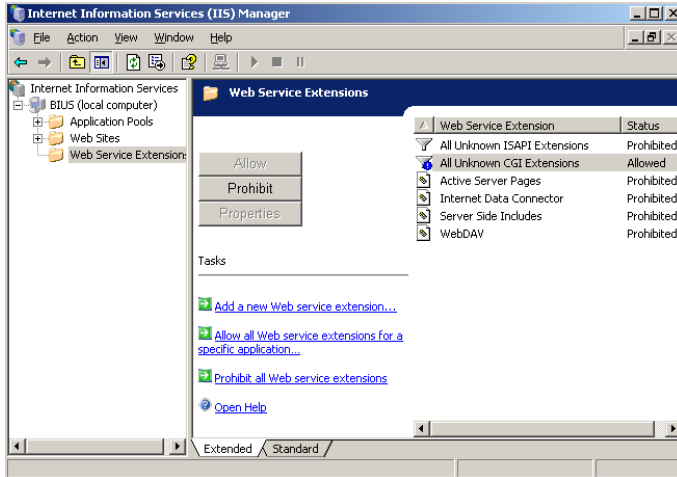 Internet Information Services (IIS) Manager
File Action View Window Help
Internet Information Services
BIUS (local computer)
Application Pools
Web Sites
Web Service Extension
Web Service Extensions
Allow
Prohibit
Properties
Tasks
Add a new Web service extension...
Allow all Web service extensions for a
specific application...
Prohibit all Web service extensions
Open Help
Web Service Extension Status
All Unknown ISAPI Extensions Prohibited
All Unknown CGI Extensions Allowed
Active Server Pages Prohibited
Internet Data Connector Prohibited
Server Side Includes Prohibited
WebDAV Prohibited
Extended Standard